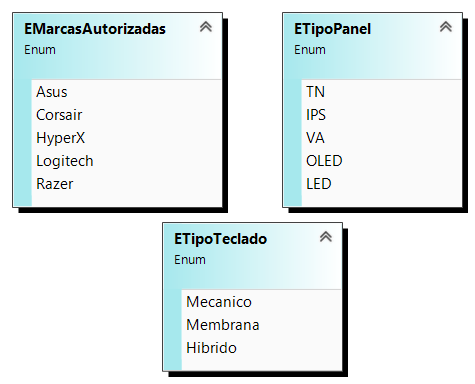 EMarcasAutorizadas
Enum
Asus
Corsair
HyperX
Logitech
Razer
ETipoPanel
Enum
TN
IPS
VA
OLED
LED
ETipoTeclado
Enum
Mecanico
Membrana
Hibrido